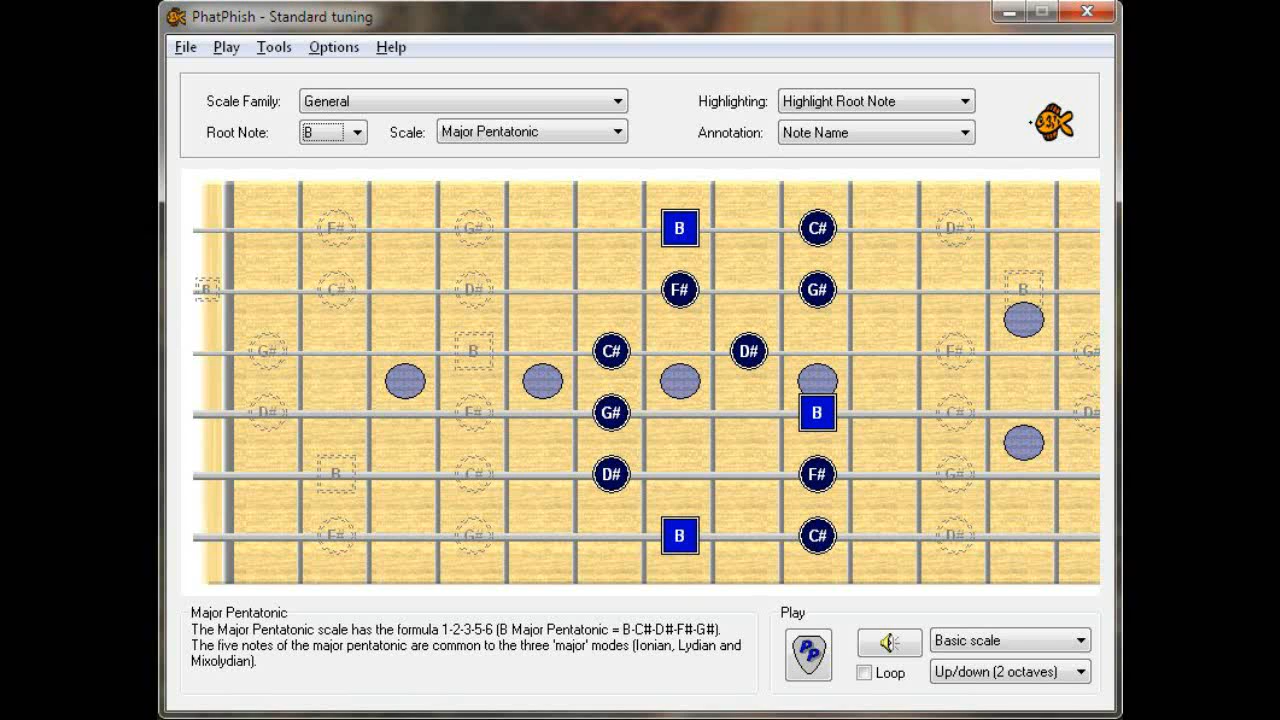 PhatPhish - Standard tuning
File Play Tools Options Help
Scale Family: General Highlighting: Highlight Root Note
Root Note: B Scale: Major Pentatonic Annotation: Note Name
F# G# B C# D#
B C# D# F# G# B
G# B C# D# F# G#
D# F# G# B C# D#
B C# D# F# G#
F# G# B C# D#
Major Pentatonic
The Major Pentatonic scale has the formula 1-2-3-5-6 (B Major Pentatonic = B-C#-D#-F#-G#).
The five notes of the major pentatonic are common to the three 'major' modes (Ionian, Lydian and
Mixolydian).
Play
PP
Basic scale
Loop
Up/down (2 octaves)